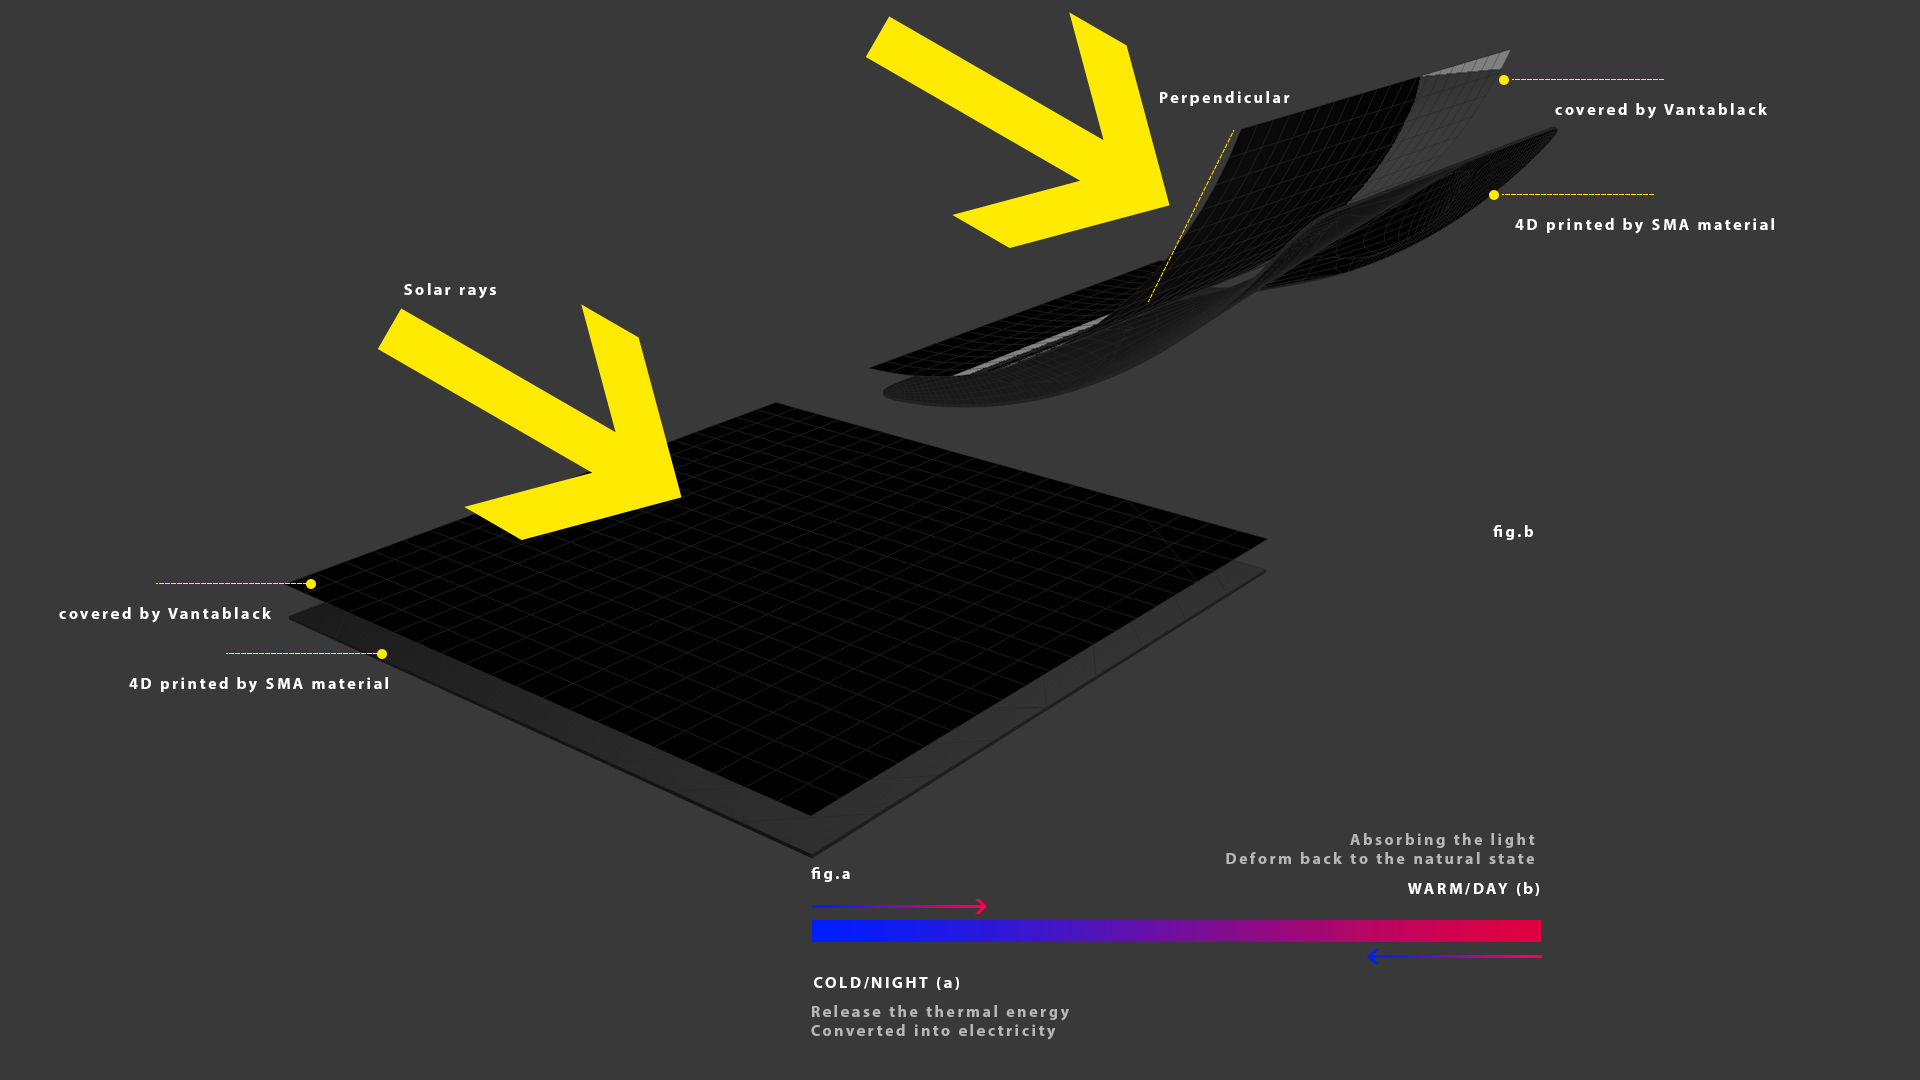 Perpendicular
covered by Vantablack
4D printed by SMA material
Solar rays
fig.b
covered by Vantablack
4D printed by SMA material
Absorbing the light
Deform back to the natural state
fig.a
WARM/DAY (b)
COLD/NIGHT (a)
Release the thermal energy
Converted into electricity